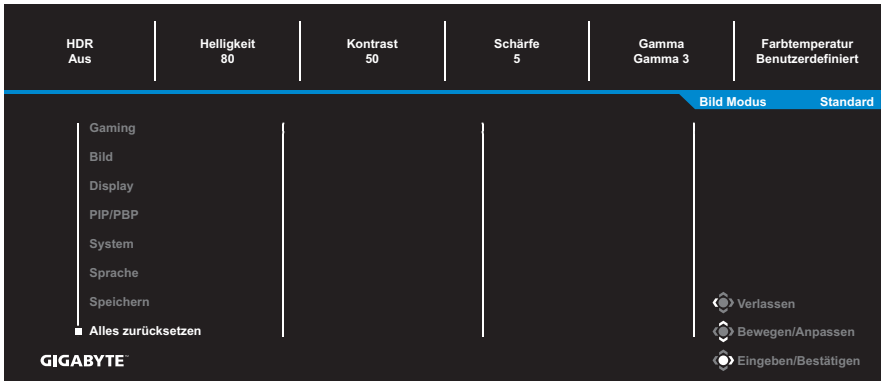 HDR
Aus
Helligkeit
80
Kontrast
50
Schärfe
5
Gamma
Gamma 3
Farbtemperatur
Benutzerdefiniert
Bild Modus Standard
Gaming
Bild
Display
PIP/PBP
System
Sprache
Speichern
Alles zurücksetzen
Verlassen
Bewegen/Anpassen
Eingeben/Bestätigen
GIGABYTE™